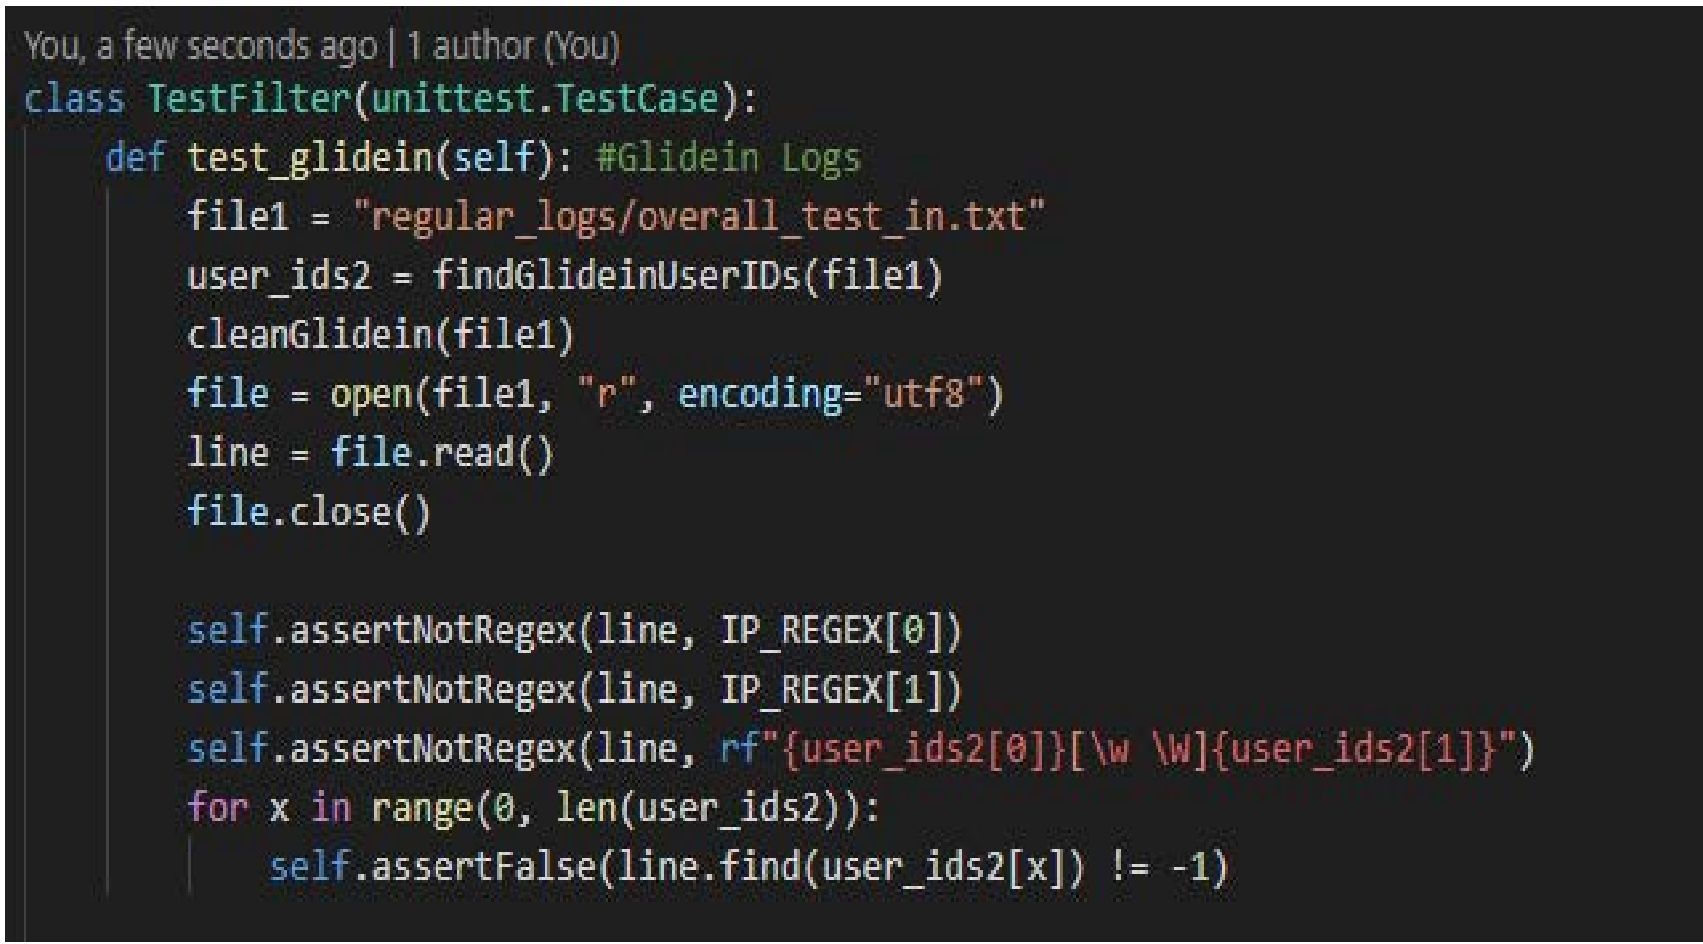 You, a few seconds ago | 1 author (You)
class TestFilter(unittest.TestCase):
    def test_glidein(self): #Glidein Logs
        file1 = "regular_logs/overall_test_in.txt"
        user_ids2 = findGlideinUserIDs(file1)
        cleanGlidein(file1)
        file = open(file1, "r", encoding="utf8")
        line = file.read()
        file.close()
        self.assertNotRegex(line, IP_REGEX[0])
        self.assertNotRegex(line, IP_REGEX[1])
        self.assertNotRegex(line, rf"{user_ids2[0]}[\w \W]{user_ids2[1]}")
        for x in range(0, len(user_ids2)):
            self.assertFalse(line.find(user_ids2[x]) != -1)